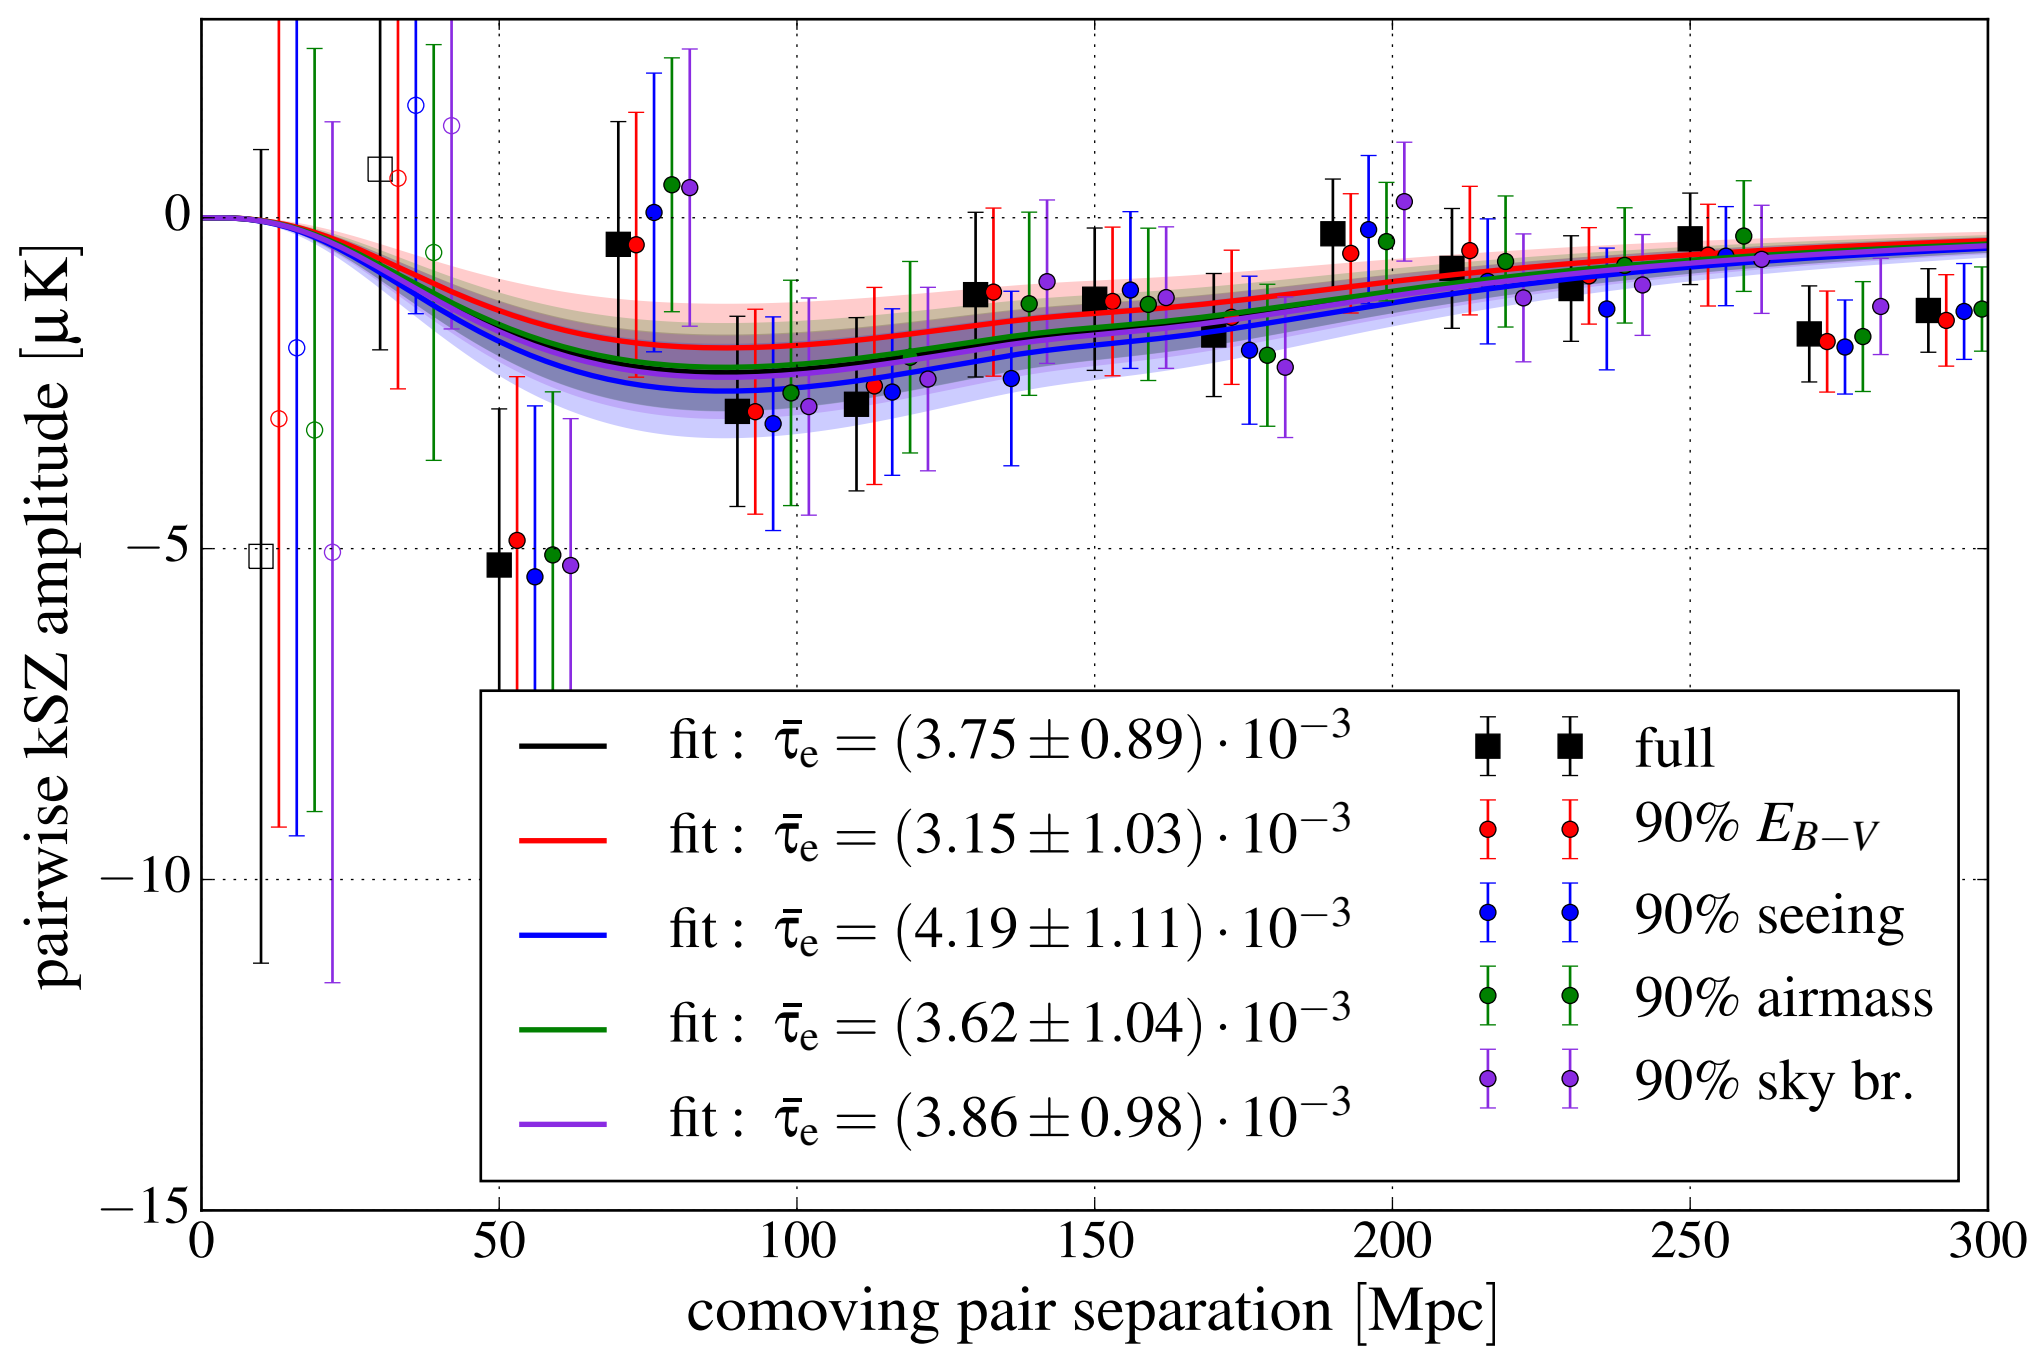 pairwise kSZ amplitude [μK]
0
−5
−10
−15
fit : τ̄e = (3.75 ± 0.89) · 10−3
fit : τ̄e = (3.15 ± 1.03) · 10−3
fit : τ̄e = (4.19 ± 1.11) · 10−3
fit : τ̄e = (3.62 ± 1.04) · 10−3
fit : τ̄e = (3.86 ± 0.98) · 10−3
full
90% EB−V
90% seeing
90% airmass
90% sky br.
0 50 100 150 200 250 300
comoving pair separation [Mpc]